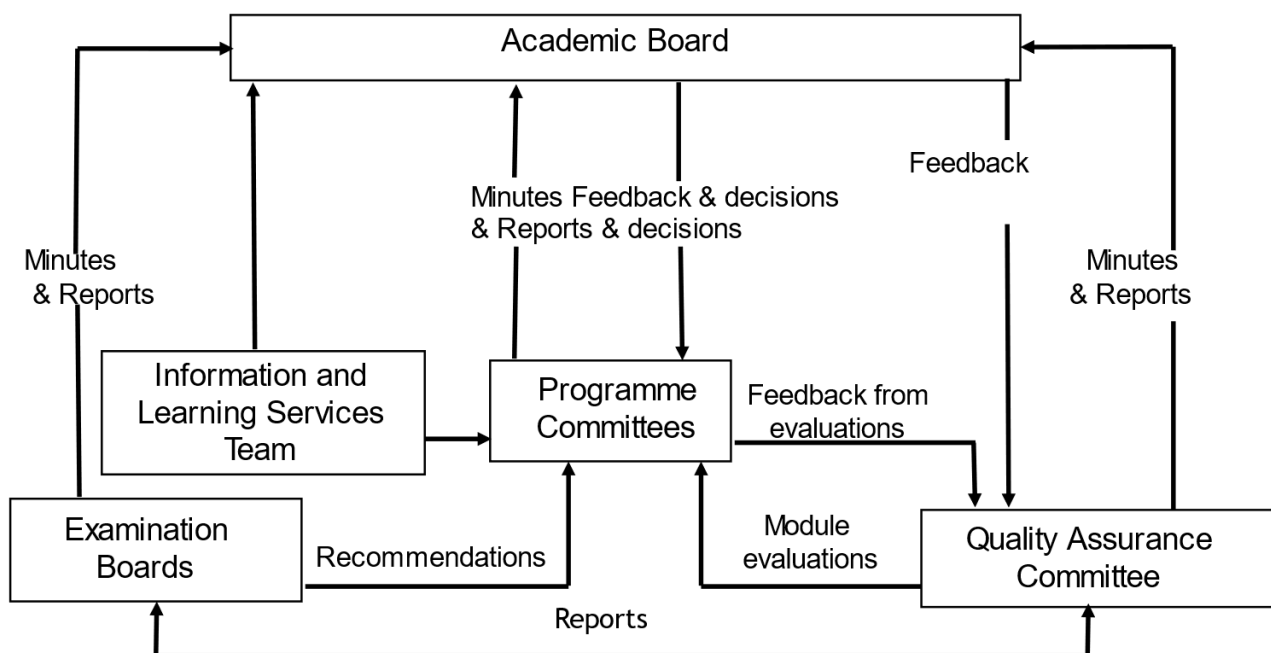 Academic Board
Feedback
Minutes Feedback & decisions
& Reports & decisions
Minutes
& Reports
Minutes
& Reports
Information and
Learning Services
Team
Programme
Committees
Feedback from
evaluations
Examination
Boards
Recommendations
Module
evaluations
Quality Assurance
Committee
Reports